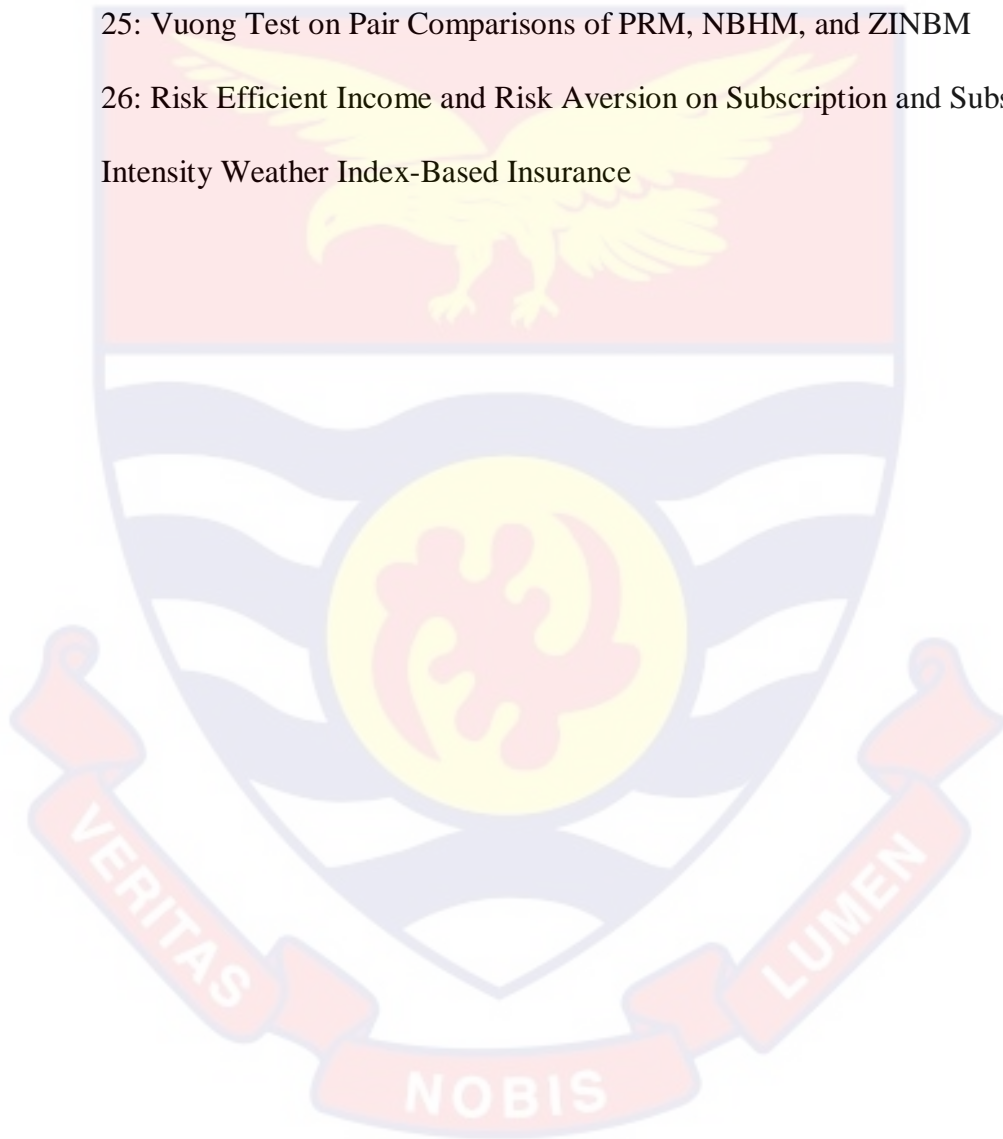 25: Vuong Test on Pair Comparisons of PRM, NBHM, and ZINBM
26: Risk Efficient Income and Risk Aversion on Subscription and
Intensity Weather Index-Based Insurance
VERITAS
NOBIS
LUMEN